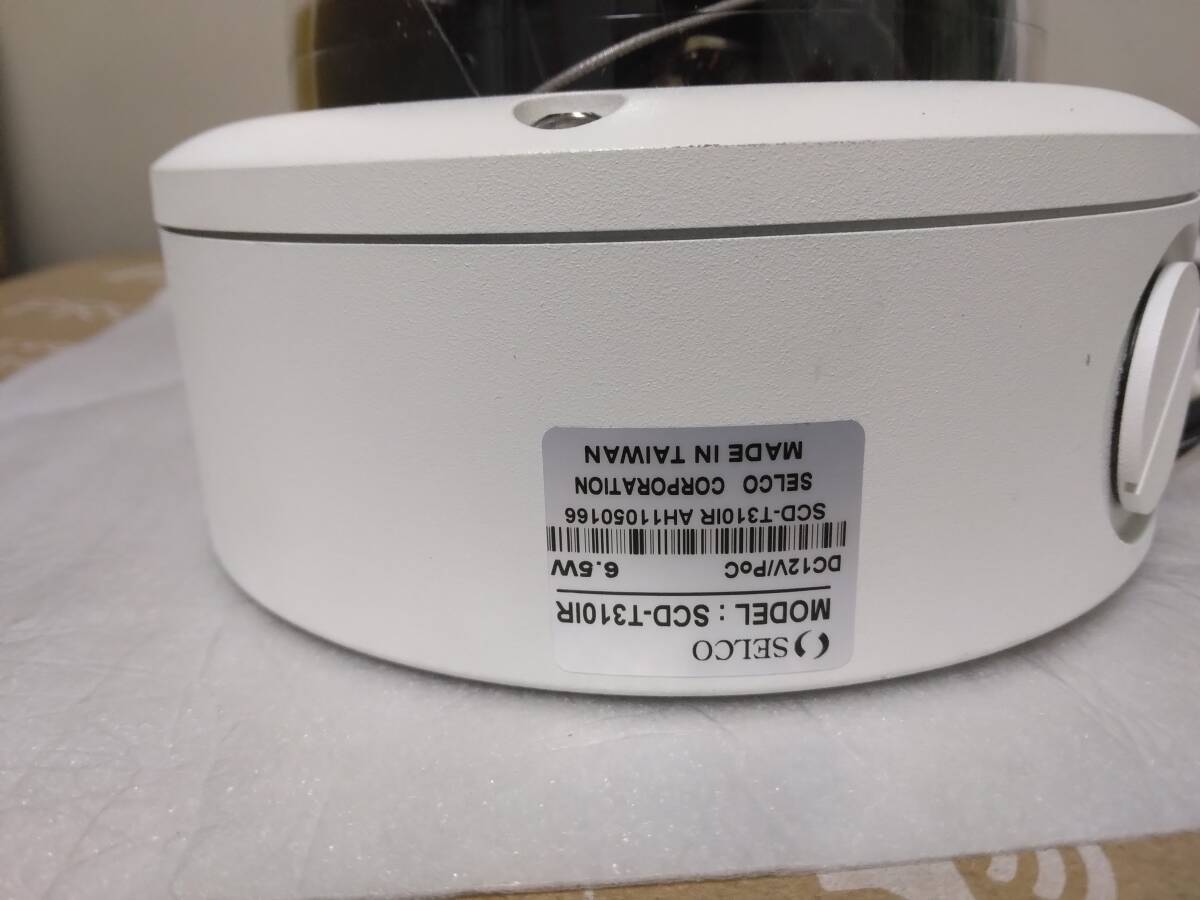 SELCO
MODEL : SCD-T310IR
DC12V/PoC 6.5W
SCD-T310IR AH11050166
SELCO CORPORATION
MADE IN TAIWAN